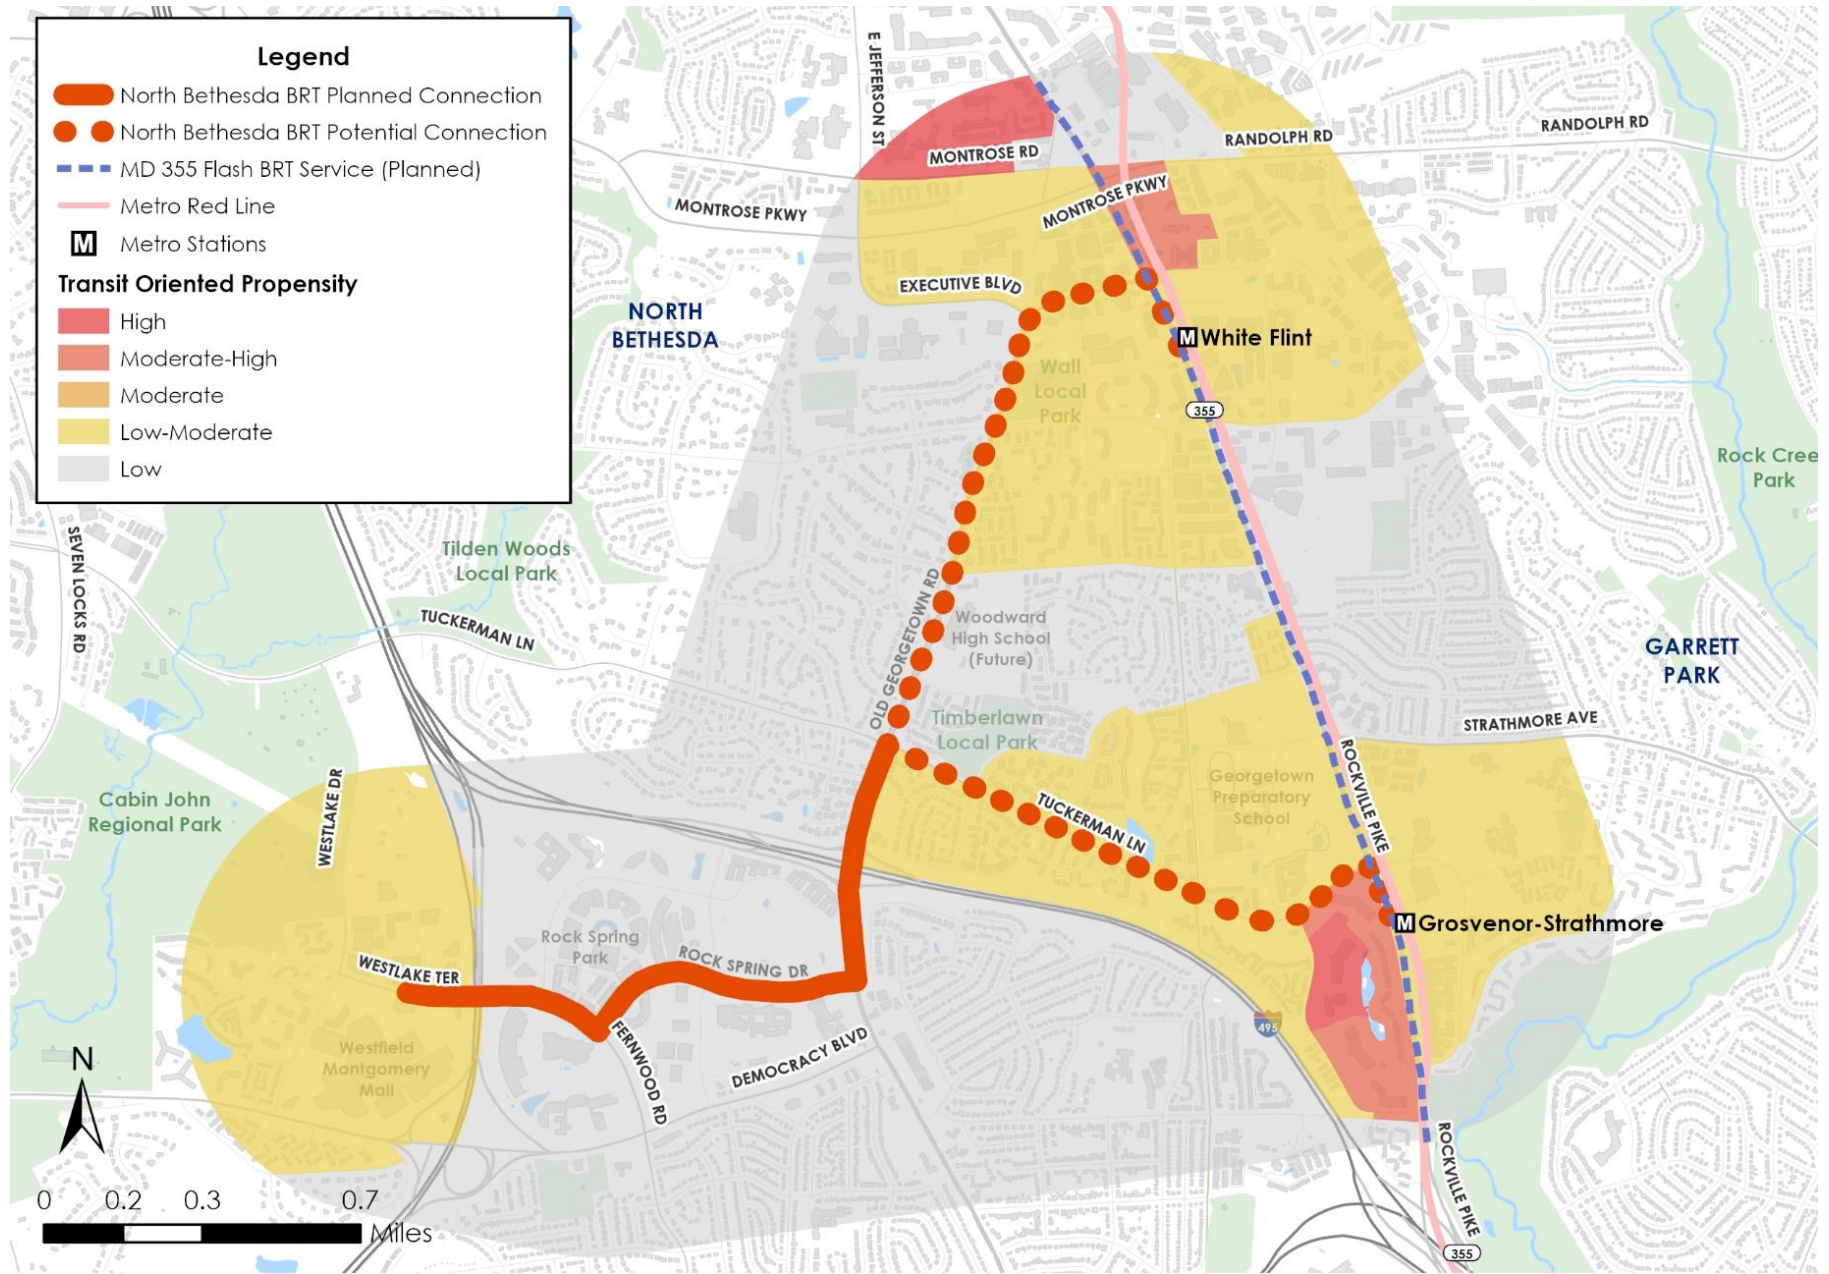 Legend
North Bethesda BRT Planned Connection
North Bethesda BRT Potential Connection
MD 355 Flash BRT Service (Planned)
Metro Red Line
M Metro Stations
Transit Oriented Propensity
High
Moderate-High
Moderate
Low-Moderate
Low
E JEFFERSON ST
RANDOLPH RD
RANDOLPH RD
MONTROSE RD
MONTROSE PKWY
MONTROSE PKWY
EXECUTIVE BLVD
NORTH
BETHESDA
M White Flint
Wall
Local
Park
355
Rock Cree
Park
SEVEN LOCKS RD
Tilden Woods
Local Park
TUCKERMAN LN
OLD GEORGETOWN RD
Woodward
High School
(Future)
GARRETT
PARK
Timberlawn
Local Park
STRATHMORE AVE
ROCKVILLE PIKE
Georgetown
Preparatory
School
WESTLAKE DR
Cabin John
Regional Park
TUCKERMAN LN
M Grosvenor-Strathmore
Rock Spring
Park
ROCK SPRING DR
WESTLAKE TER
495
FERNWOOD RD
DEMOCRACY BLVD
Westfield
Montgomery
Mall
N
ROCKVILLE PIKE
0 0.2 0.3 0.7
Miles
355